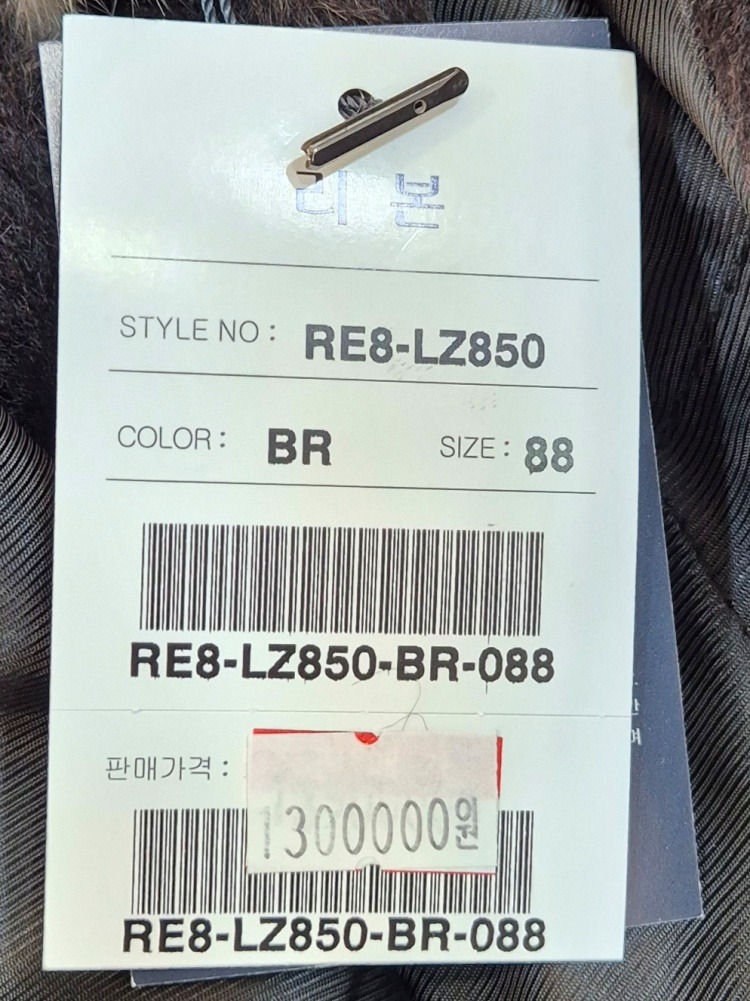 리본
STYLE NO : RE8-LZ850
COLOR : BR SIZE : 88
RE8-LZ850-BR-088
판매가격 :
1300000원
RE8-LZ850-BR-088